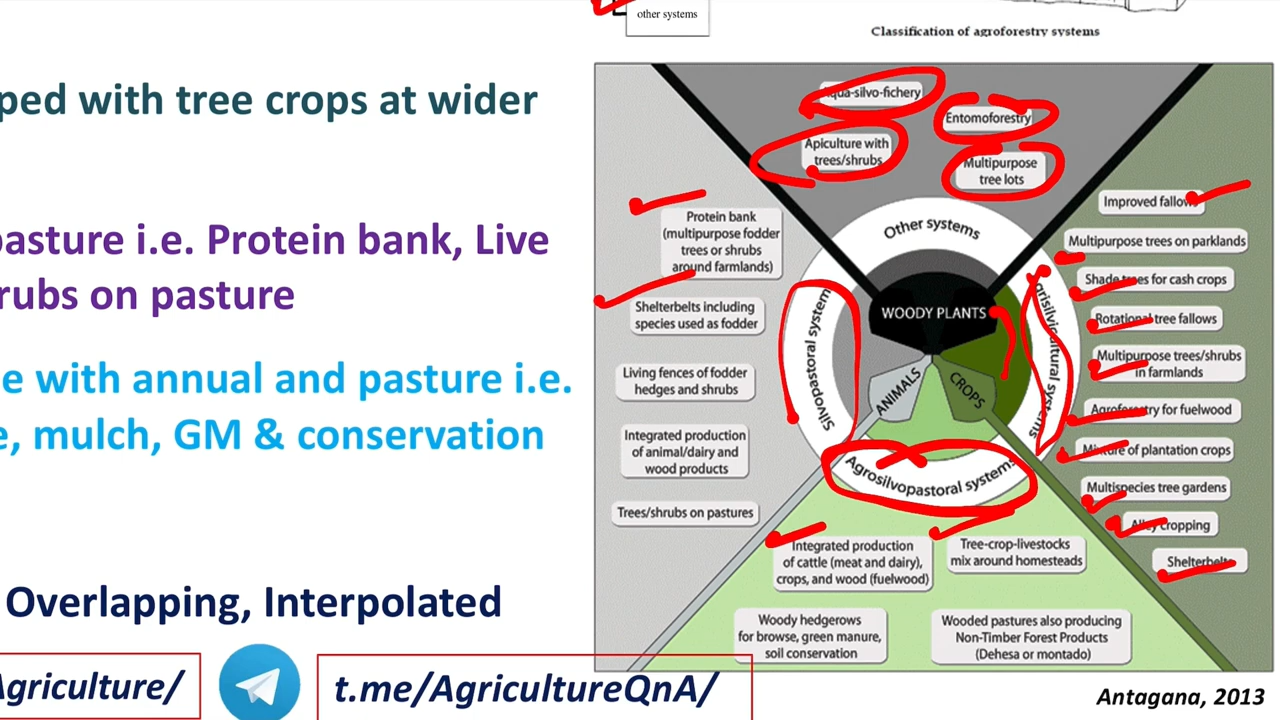 other systems
Classification of agroforestry systems
ped with tree crops at wider
pasture i.e. Protein bank, Live
rubs on pasture
e with annual and pasture i.e.
e, mulch, GM & conservation
Overlapping, Interpolated
Agriculture/
t.me/AgricultureQnA/
Aqua-silvo-fichery
Entomoforestry
Apiculture with
trees/shrubs
Multipurpose
tree lots
Other systems
WOODY PLANTS
ANIMALS
CROPS
Silvopastoral systems
Agrisilvicultural systems
Agrosilvopastoral systems
Protein bank
(multipurpose fodder
trees or shrubs
around farmlands)
Shelterbelts including
species used as fodder
Living fences of fodder
hedges and shrubs
Integrated production
of animal/dairy and
wood products
Trees/shrubs on pastures
Improved fallow
Multipurpose trees on parklands
Shade trees for cash crops
Rotational tree fallows
Multipurpose trees/shrubs
in farmlands
Agroforestry for fuelwood
Mixture of plantation crops
Multispecies tree gardens
Alley cropping
Shelterbelts
Integrated production
of cattle (meat and dairy),
crops, and wood (fuelwood)
Tree-crop-livestocks
mix around homesteads
Woody hedgerows
for browse, green manure,
soil conservation
Wooded pastures also producing
Non-Timber Forest Products
(Dehesa or montado)
Antagana, 2013